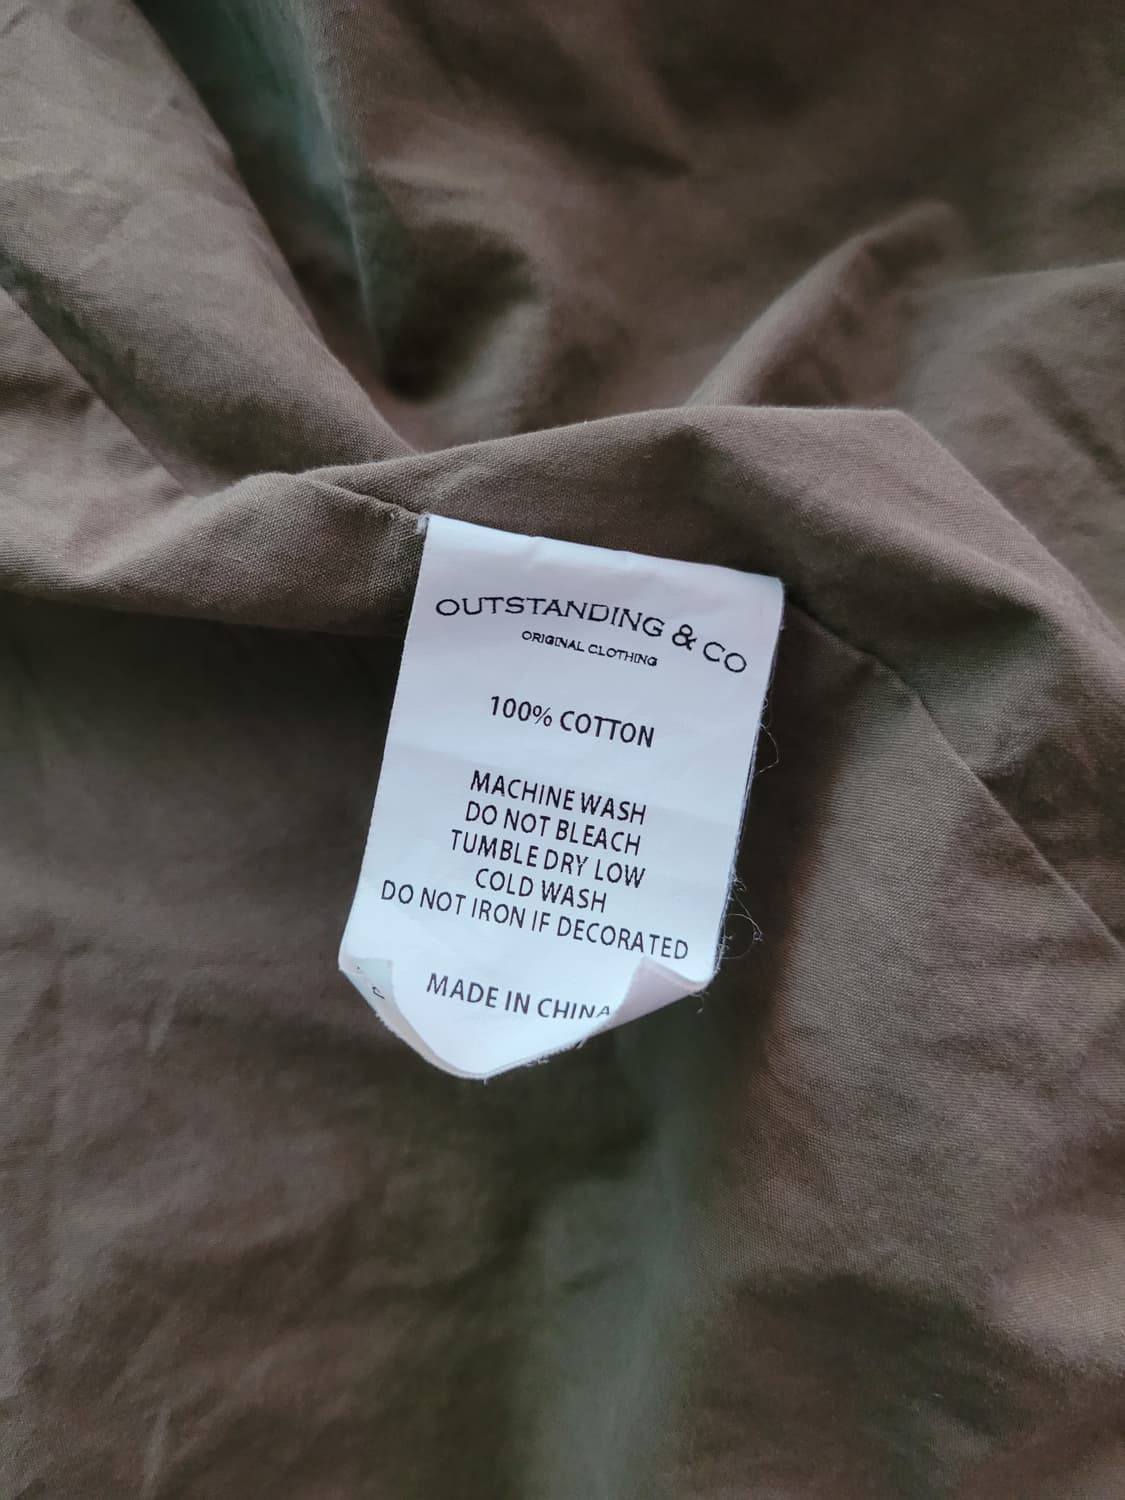 OUTSTANDING & CO
ORIGINAL CLOTHING
100% COTTON
MACHINE WASH
DO NOT BLEACH
TUMBLE DRY LOW
COLD WASH
DO NOT IRON IF DECORATED
MADE IN CHINA